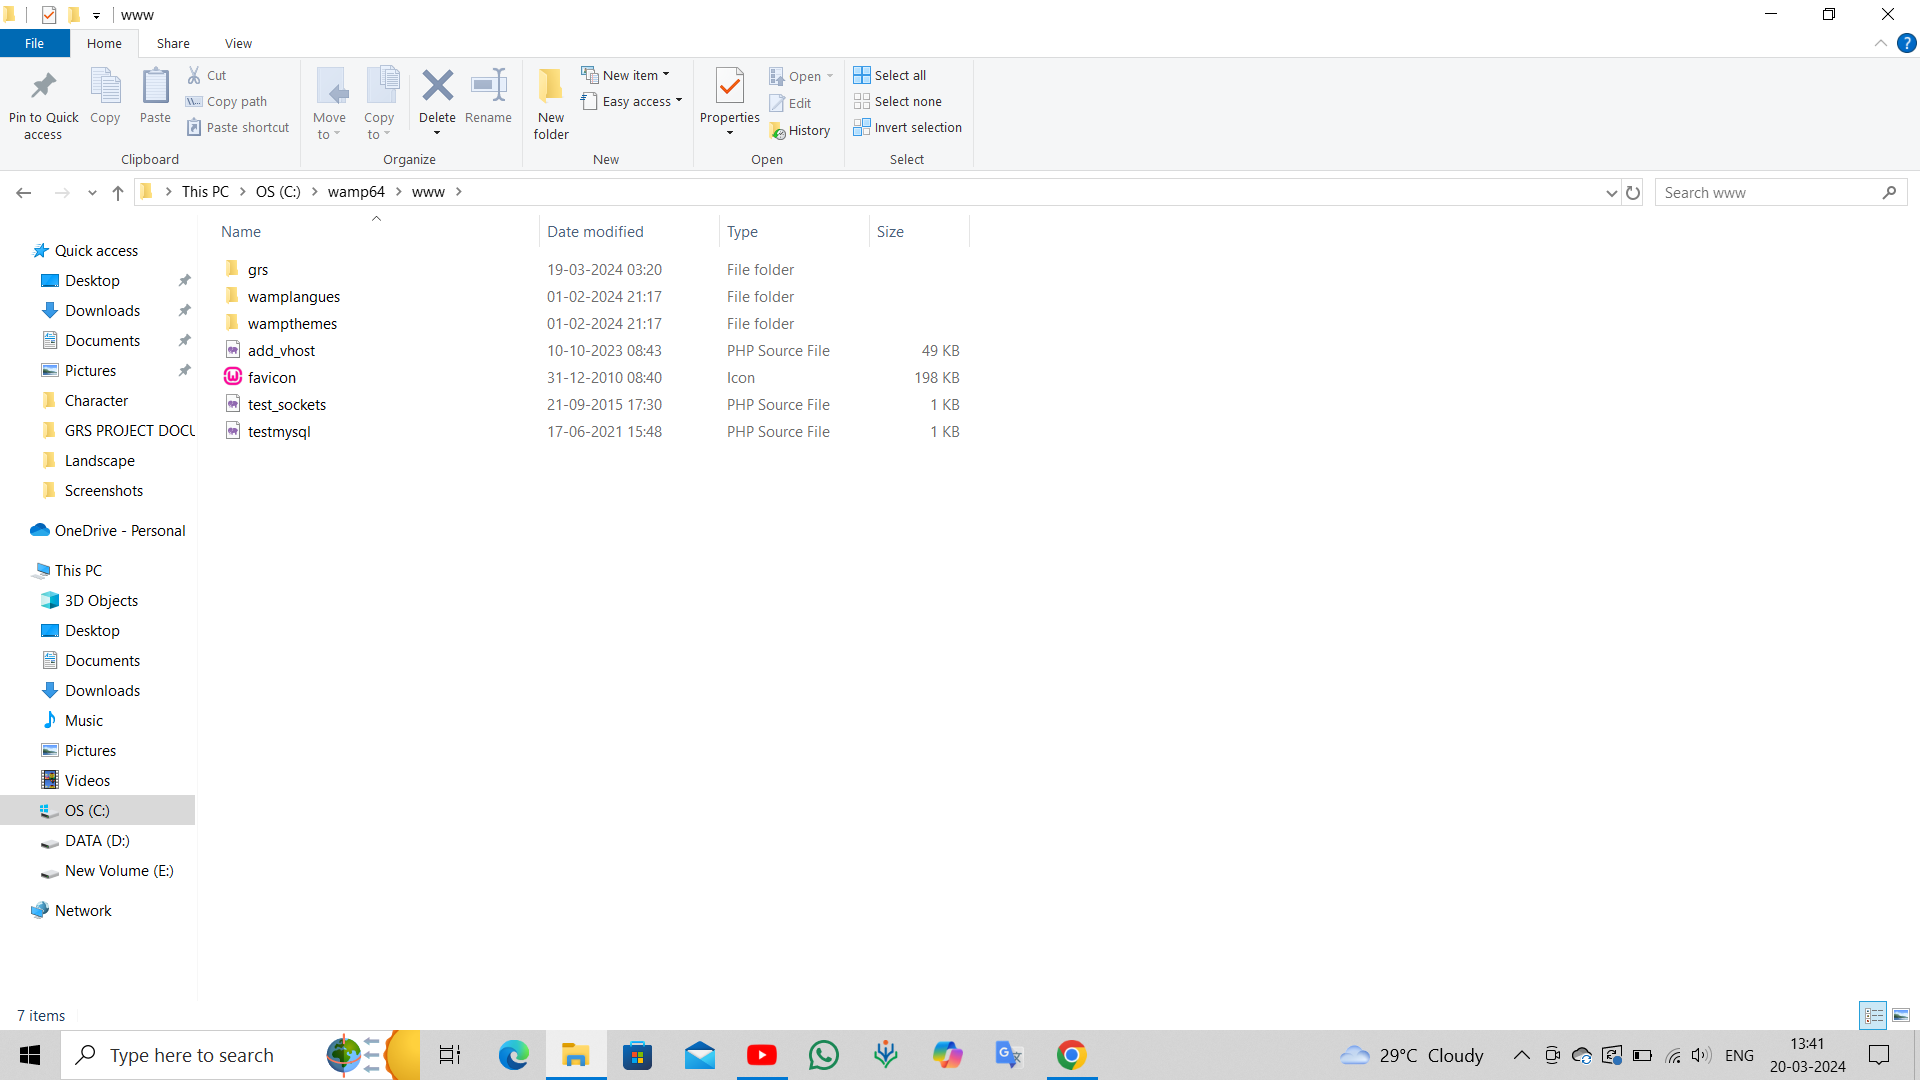 www
File Home Share View
Pin to Quick access
Copy
Paste
Cut
Copy path
Paste shortcut
Clipboard
Move to
Copy to
Delete
Rename
Organize
New folder
New item
Easy access
New
Properties
Open
Edit
History
Open
Select all
Select none
Invert selection
Select
This PC OS (C:) wamp64 www
Search www
Name Date modified Type Size
grs 19-03-2024 03:20 File folder
wamplangues 01-02-2024 21:17 File folder
wampthemes 01-02-2024 21:17 File folder
add_vhost 10-10-2023 08:43 PHP Source File 49 KB
favicon 31-12-2010 08:40 Icon 198 KB
test_sockets 21-09-2015 17:30 PHP Source File 1 KB
testmysql 17-06-2021 15:48 PHP Source File 1 KB
Quick access
Desktop
Downloads
Documents
Pictures
Character
GRS PROJECT DOCU
Landscape
Screenshots
OneDrive - Personal
This PC
3D Objects
Desktop
Documents
Downloads
Music
Pictures
Videos
OS (C:)
DATA (D:)
New Volume (E:)
Network
7 items
Type here to search
29°C Cloudy
ENG
13:41
20-03-2024